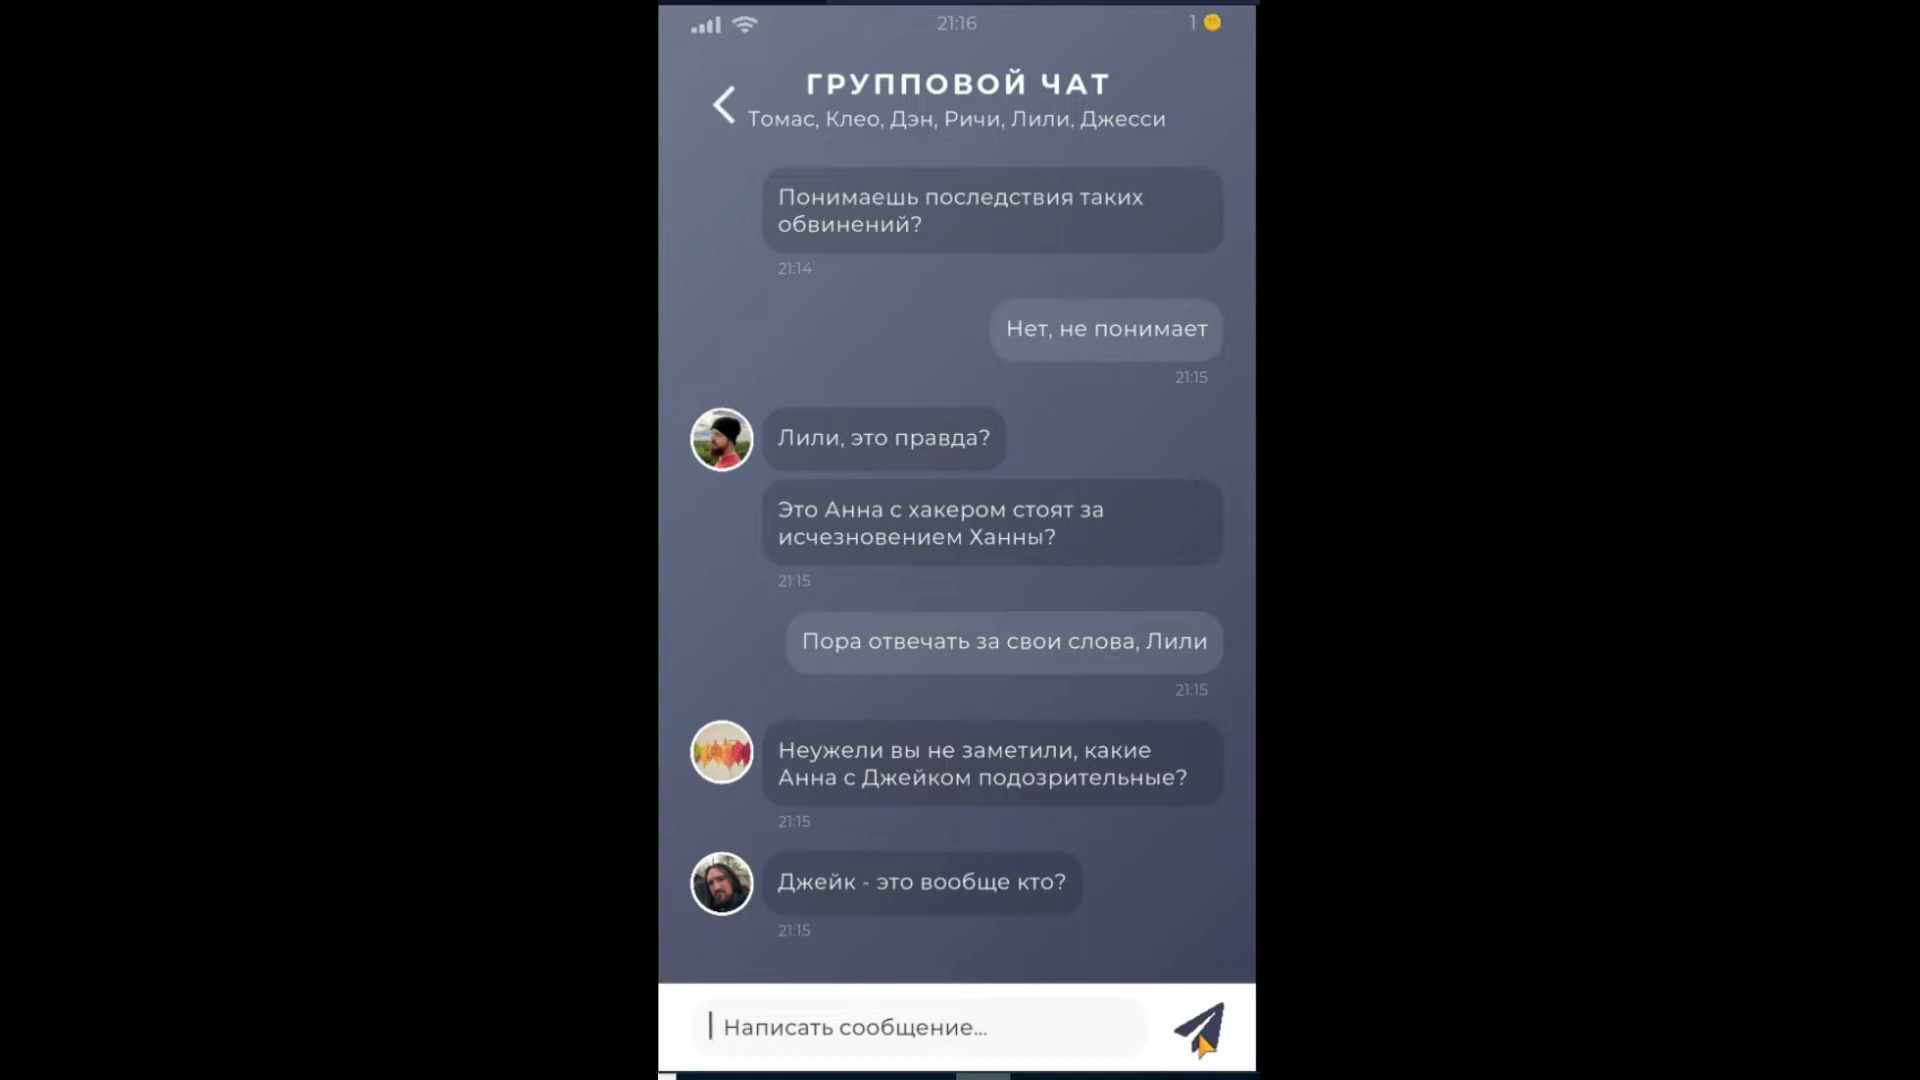 21:16
1
ГРУППОВОЙ ЧАТ
Томас, Клео, Дэн, Ричи, Лили, Джесси
Понимаешь последствия таких
обвинений?
21:14
Нет, не понимает
21:15
Лили, это правда?
Это Анна с хакером стоят за
исчезновением Ханны?
21:15
Пора отвечать за свои слова, Лили
21:15
Неужели вы не заметили, какие
Анна с Джейком подозрительные?
21:15
Джейк - это вообще кто?
21:15
Написать сообщение...